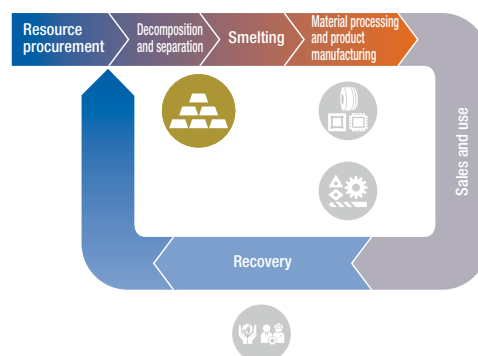 Resource
procurement
Decomposition
and separation
Smelting
Material processing
and product
manufacturing
Sales and use
Recovery